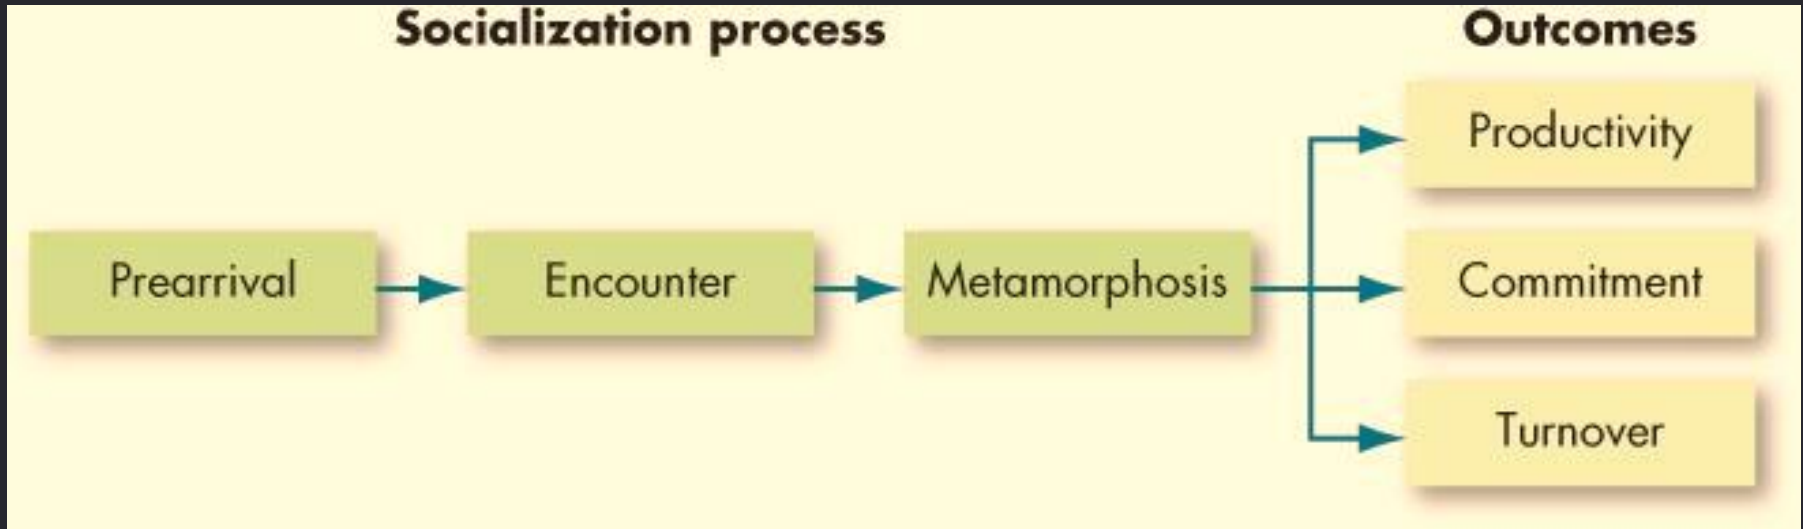 Socialization process
Outcomes
Productivity
Prearrival
Encounter
Metamorphosis
Commitment
Turnover